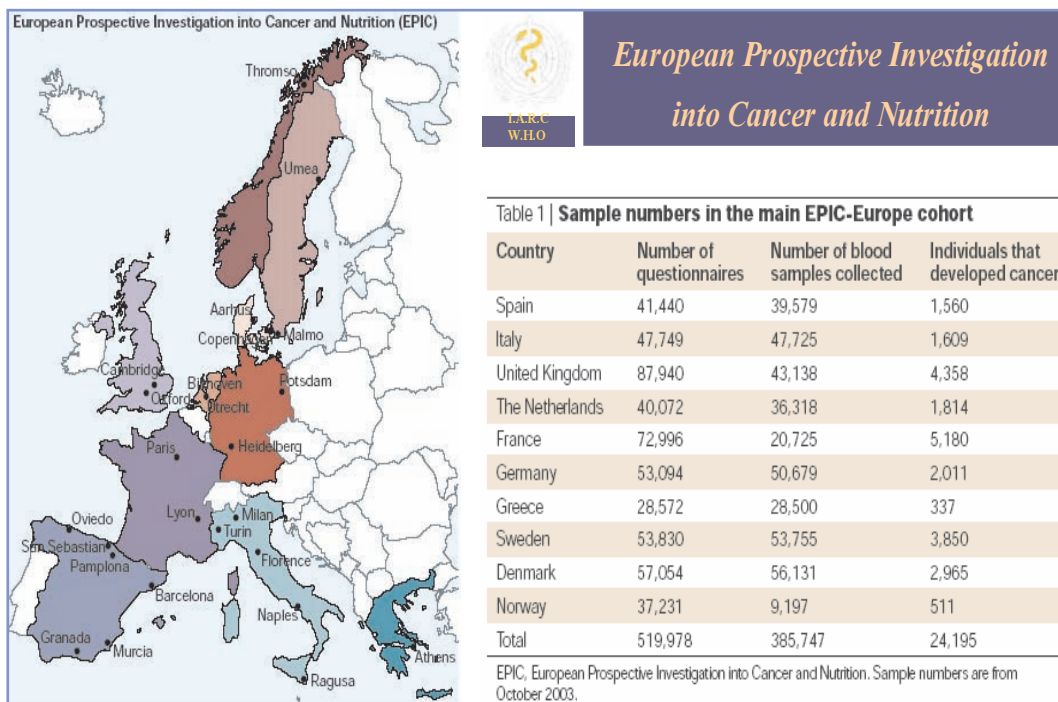 European Prospective Investigation into Cancer and Nutrition (EPIC)
Thromso
Umea
Aarhus
Copenhagen
Malmo
Cambridge
Oxford
Bilthoven
Utrecht
Potsdam
Paris
Heidelberg
Lyon
Milan
Turin
Oviedo
San Sebastian
Pamplona
Florence
Barcelona
Naples
Granada
Murcia
Athens
Ragusa
I.A.R.C
W.H.O
European Prospective Investigation
into Cancer and Nutrition
Table 1 | Sample numbers in the main EPIC-Europe cohort
Country Number of questionnaires Number of blood samples collected Individuals that developed cancer
Spain 41,440 39,579 1,560
Italy 47,749 47,725 1,609
United Kingdom 87,940 43,138 4,358
The Netherlands 40,072 36,318 1,814
France 72,996 20,725 5,180
Germany 53,094 50,679 2,011
Greece 28,572 28,500 337
Sweden 53,830 53,755 3,850
Denmark 57,054 56,131 2,965
Norway 37,231 9,197 511
Total 519,978 385,747 24,195
EPIC, European Prospective Investigation into Cancer and Nutrition. Sample numbers are from
October 2003.